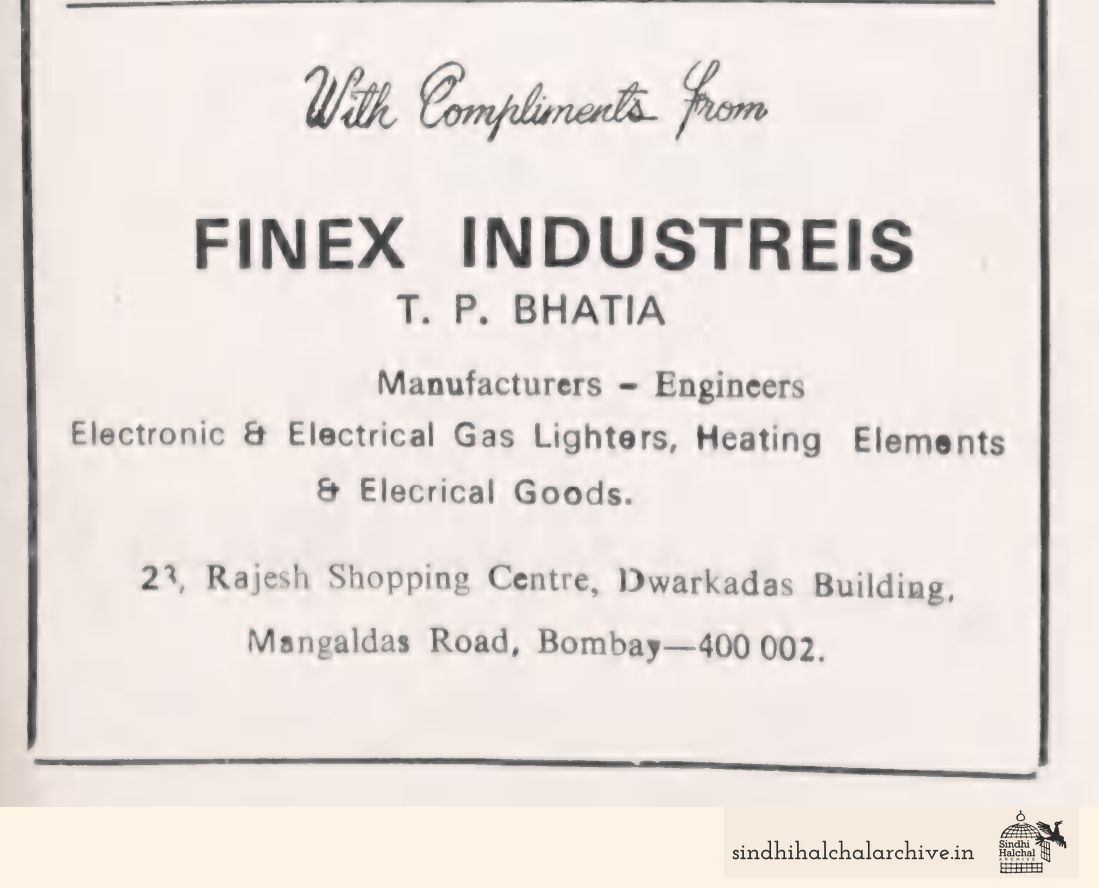 With Compliments from
FINEX INDUSTREIS
T. P. BHATIA
Manufacturers - Engineers
Electronic & Electrical Gas Lighters, Heating Elements
& Elecrical Goods.
23, Rajesh Shopping Centre, Dwarkadas Building,
Mangaldas Road, Bombay—400 002.
sindhihalchalarchive.in
Sindhi
Halchal
ARCHIVE